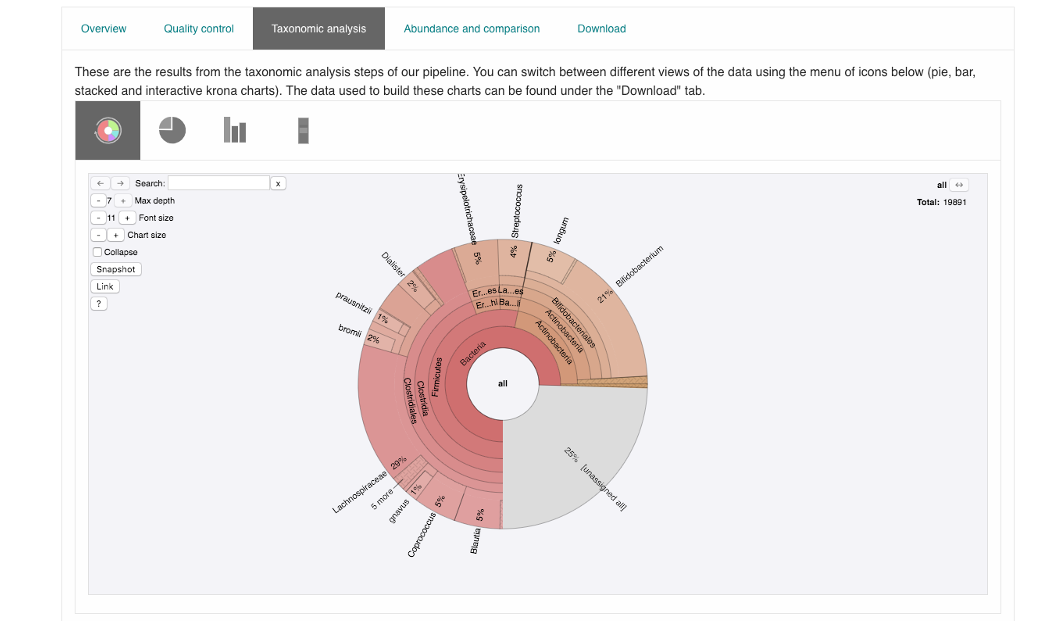 Overview Quality control Taxonomic analysis Abundance and comparison Download
These are the results from the taxonomic analysis steps of our pipeline. You can switch between different views of the data using the menu of icons below (pie, bar,
stacked and interactive krona charts). The data used to build these charts can be found under the "Download" tab.
← → Search: x
- 7 + Max depth
- 11 + Font size
- + Chart size
Collapse
Snapshot
Link
?
all ⇔
Total: 19891
Erysipelotrichaceae 5%
Streptococcus 4%
longum 5%
Bifidobacterium 21%
Dialister 2%
prausnitzii 1%
bromii 2%
Er...es
La...es
Er...hi
Ba...li
Bifidobacteriales
Actinobacteria
Actinobacteria
Bacteria
Firmicutes
Clostridia
Clostridiales
all
29% Lachnospiraceae
5 more
1% gnavus
5% Coprococcus
5% Blautia
25% [unassigned all]